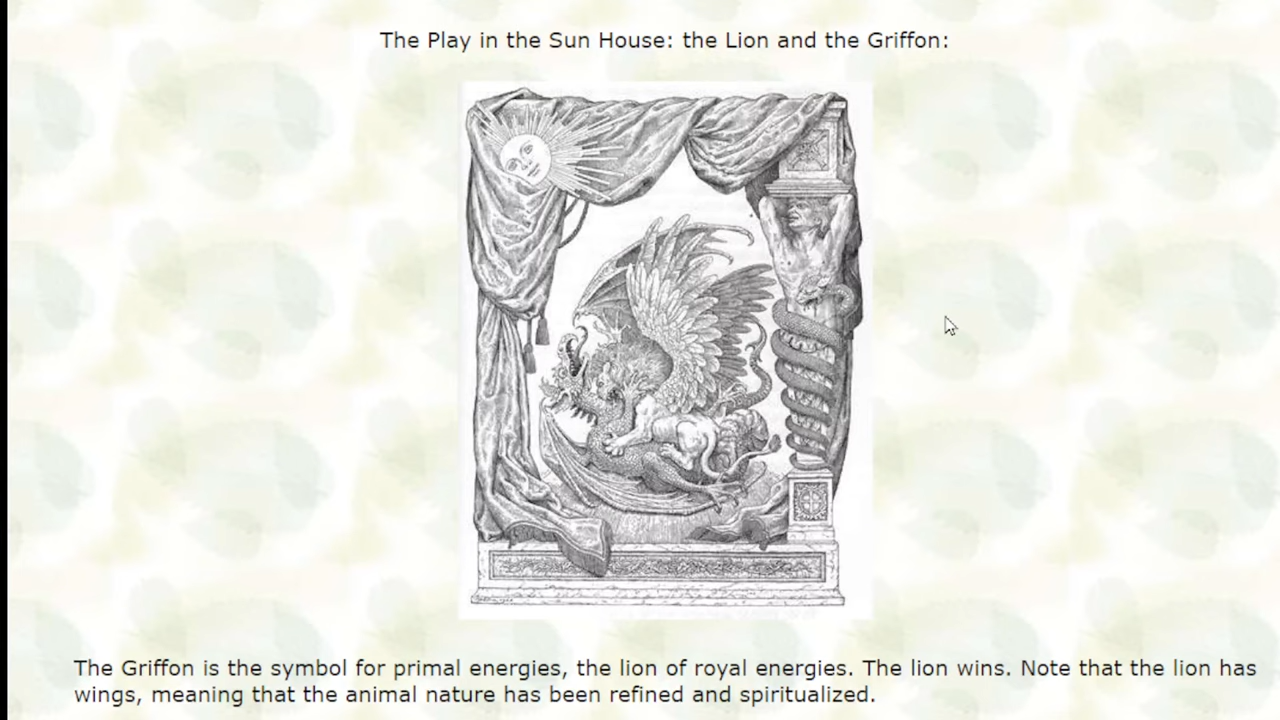 The Play in the Sun House: the Lion and the Griffon:
The Griffon is the symbol for primal energies, the lion of royal energies. The lion wins. Note that the lion has
wings, meaning that the animal nature has been refined and spiritualized.